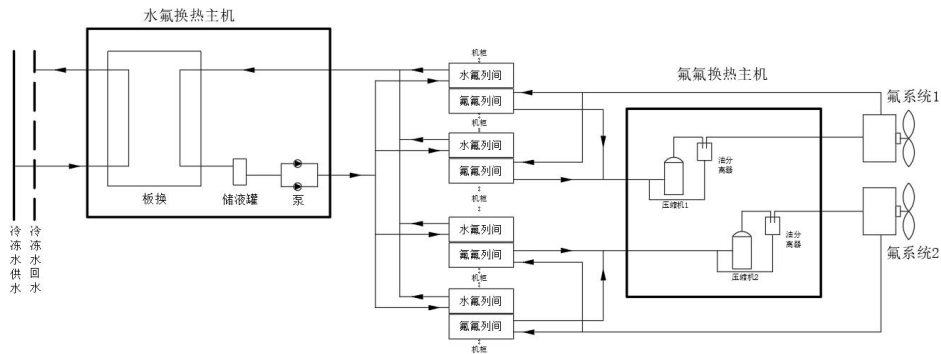 水氟换热主机
板换
储液罐
泵
冷冻水供水
冷冻水回水
机柜
水氟列间
氟氟列间
机柜
水氟列间
氟氟列间
机柜
水氟列间
氟氟列间
机柜
水氟列间
氟氟列间
机柜
氟氟换热主机
油分
离器
压缩机1
油分
离器
压缩机2
氟系统1
氟系统2